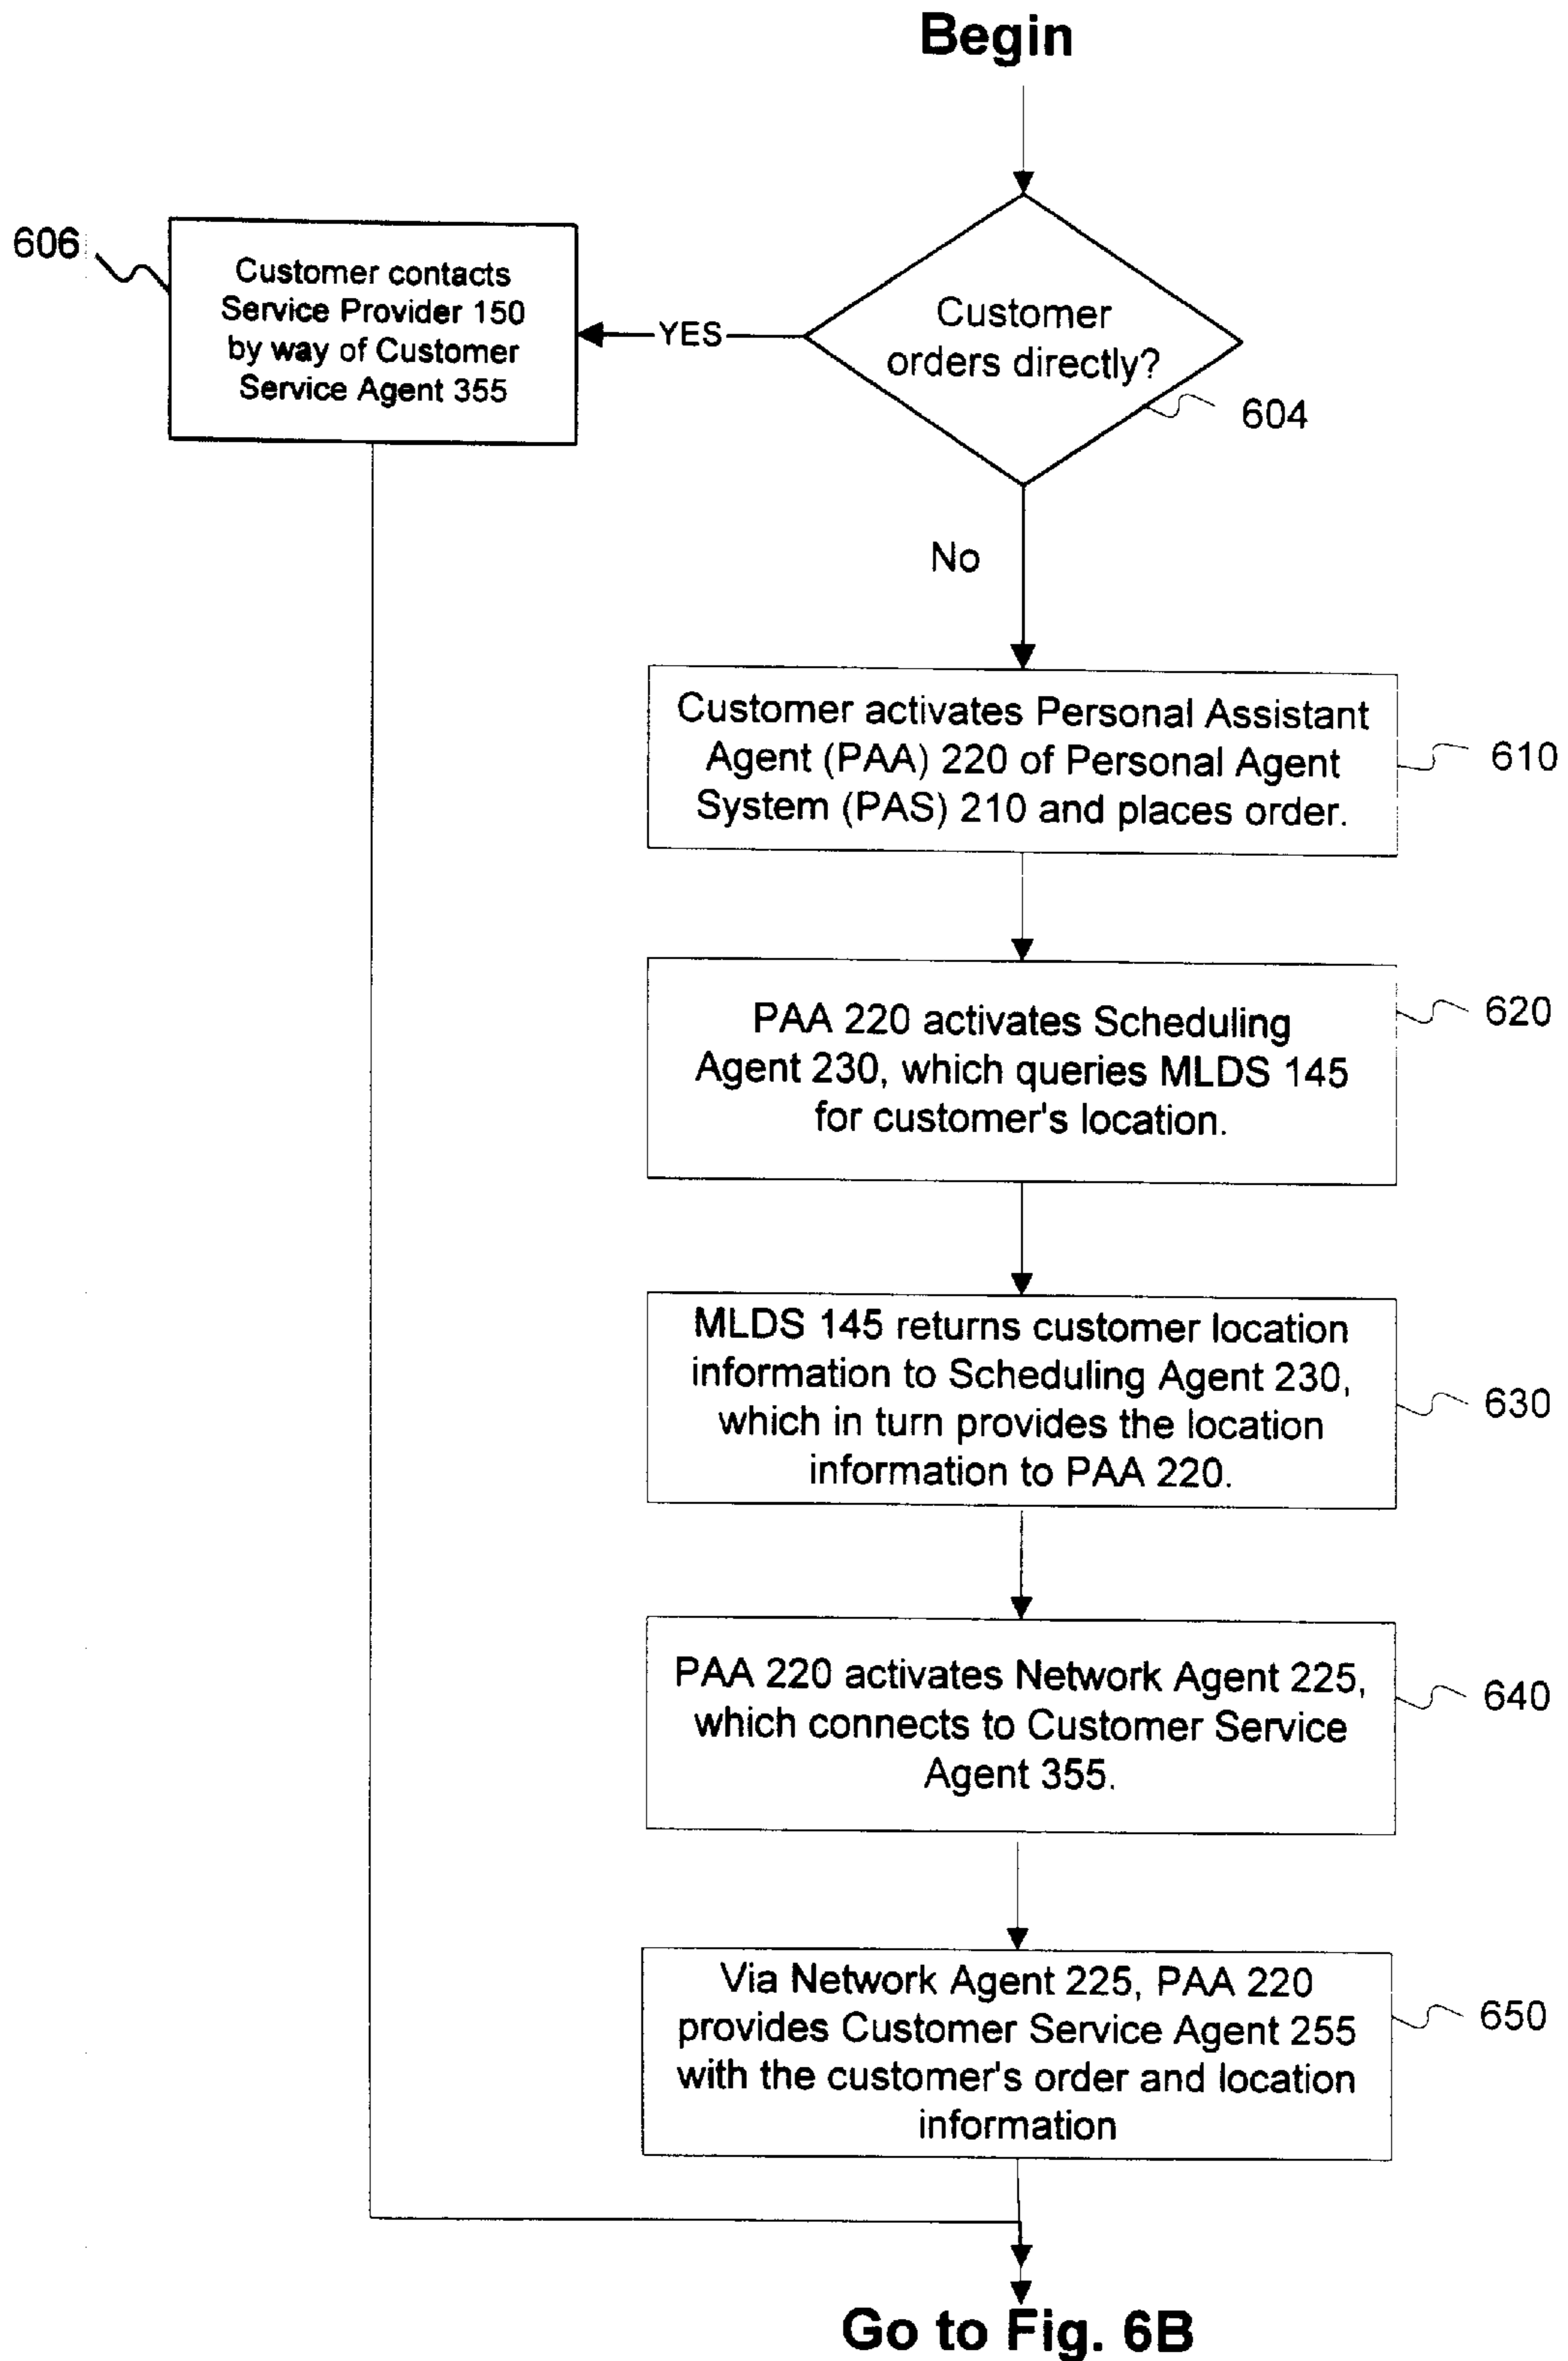 Begin
606
Customer contacts
Service Provider 150
by way of Customer
Service Agent 355
YES
Customer
orders directly?
604
No
Customer activates Personal Assistant
Agent (PAA) 220 of Personal Agent
System (PAS) 210 and places order.
610
PAA 220 activates Scheduling
Agent 230, which queries MLDS 145
for customer's location.
620
MLDS 145 returns customer location
information to Scheduling Agent 230,
which in turn provides the location
information to PAA 220.
630
PAA 220 activates Network Agent 225,
which connects to Customer Service
Agent 355.
640
Via Network Agent 225, PAA 220
provides Customer Service Agent 255
with the customer's order and location
information
650
Go to Fig. 6B